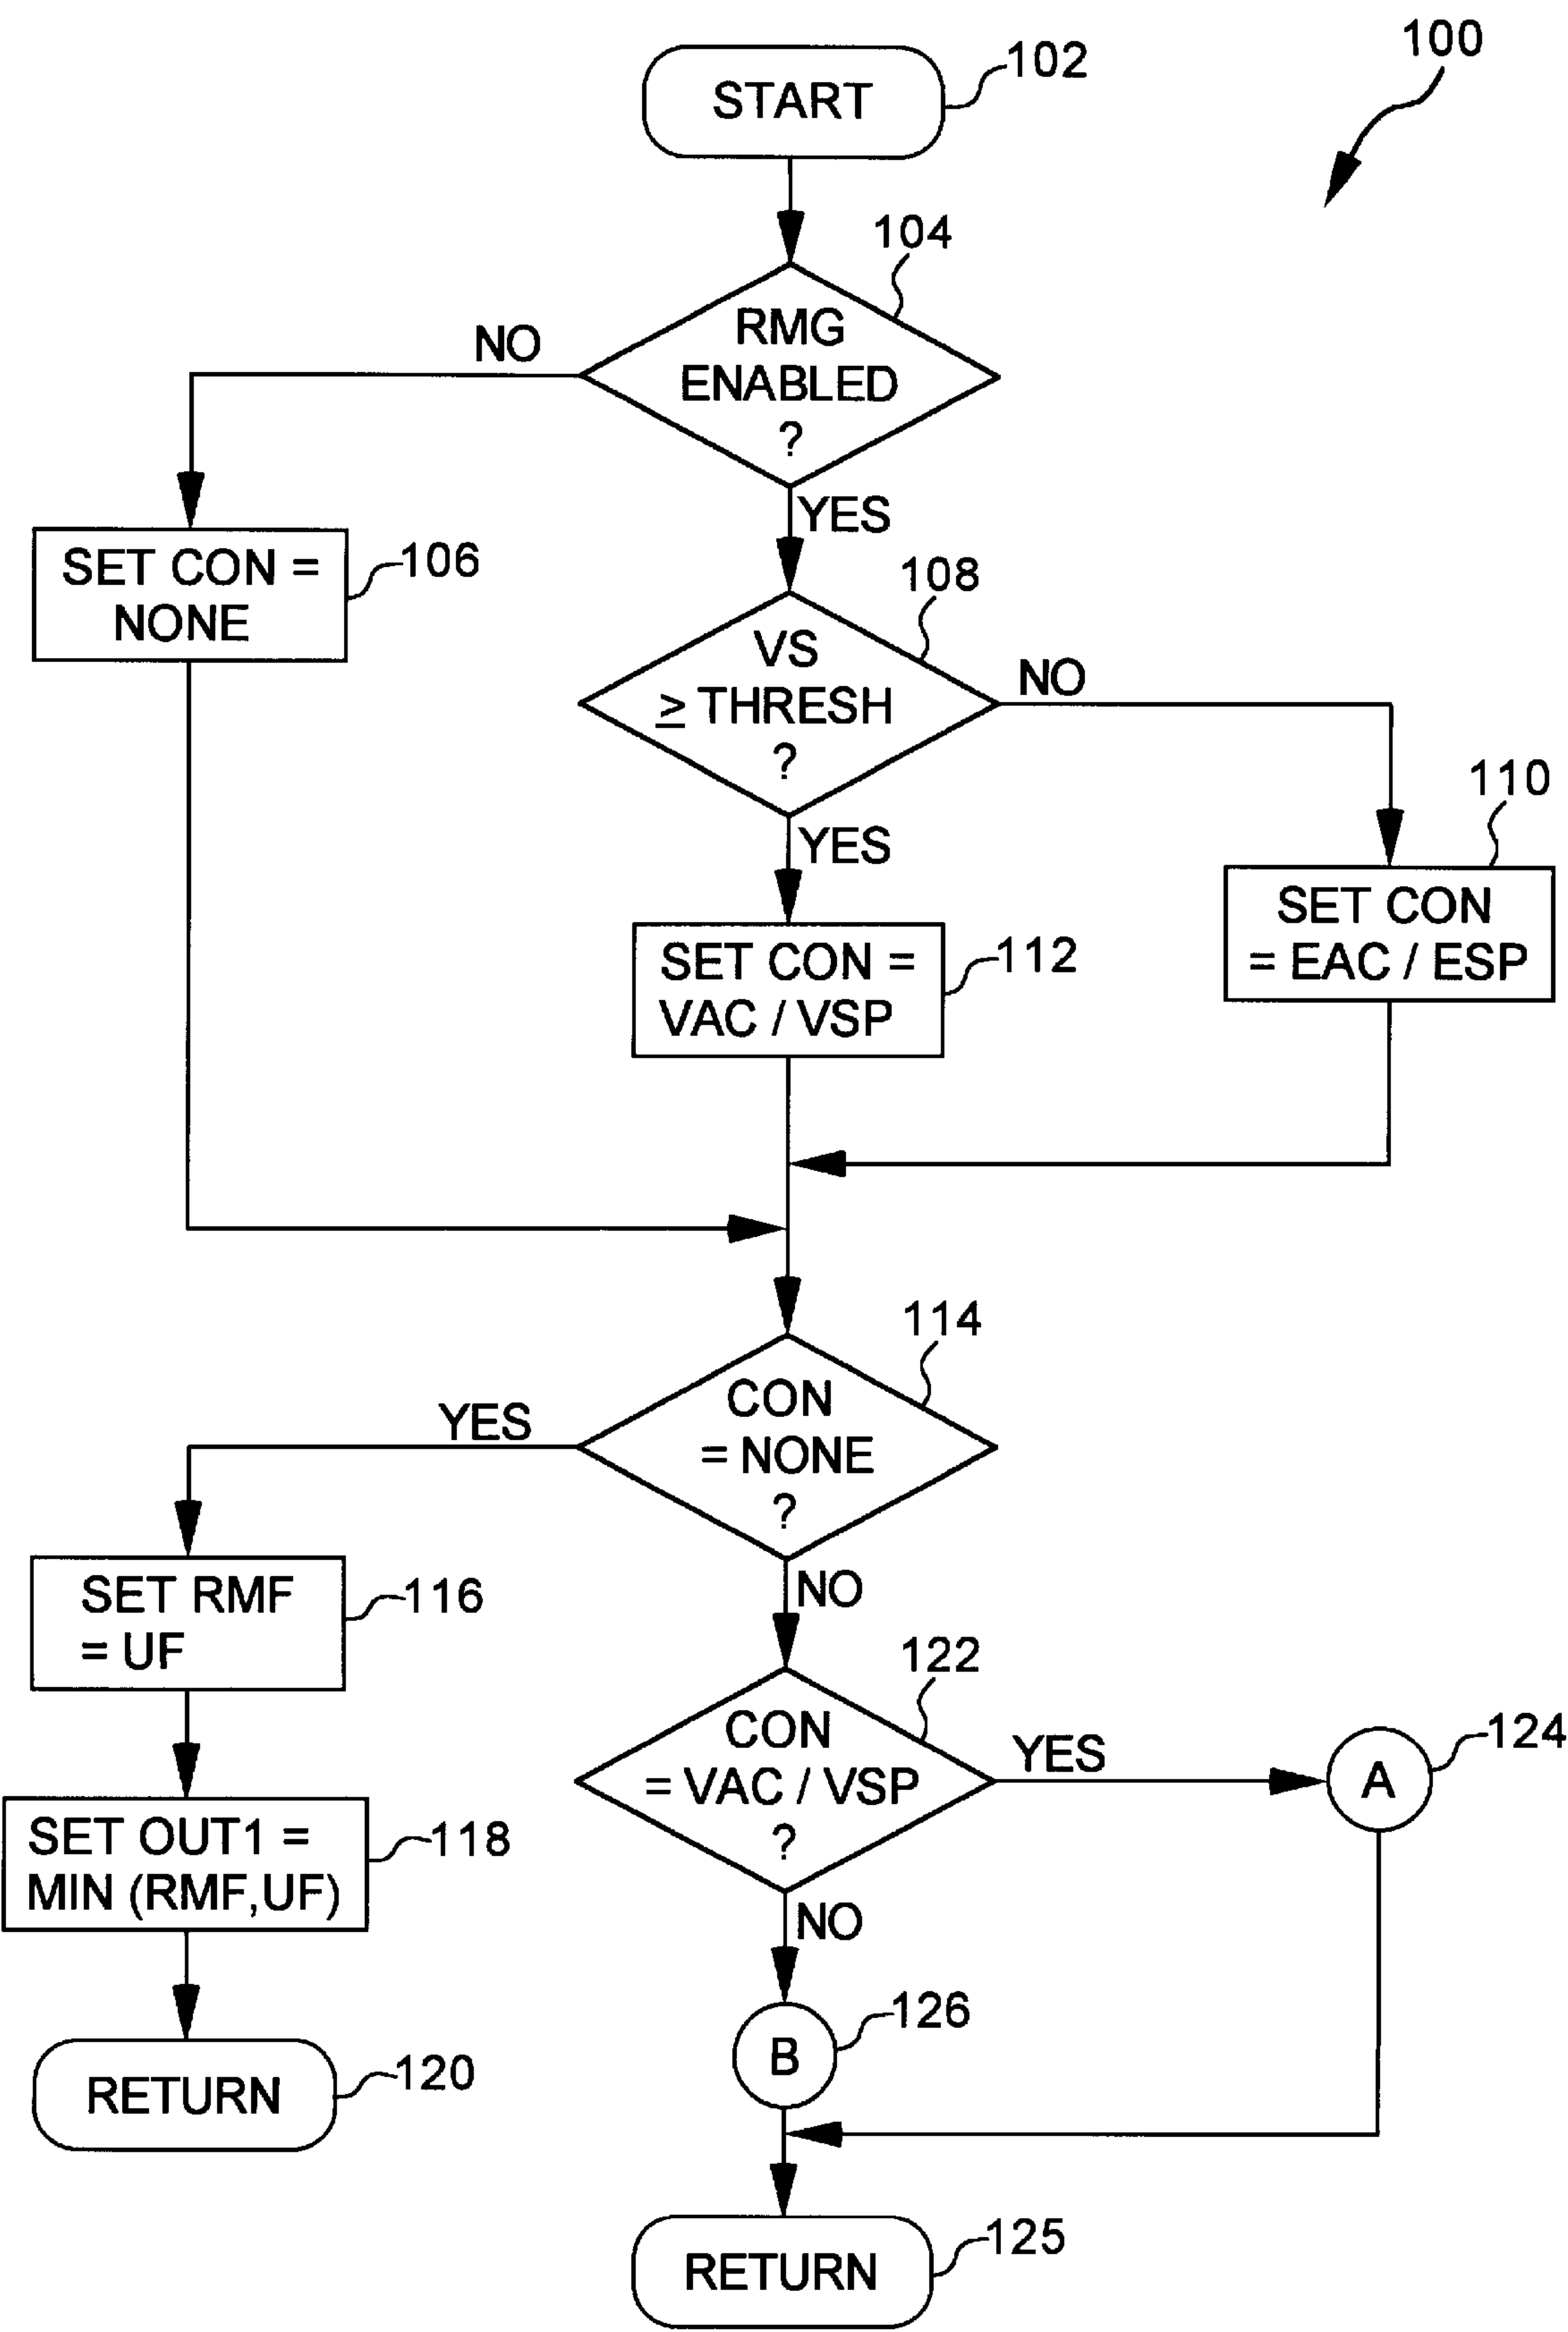 100
START
102
104
RMG
ENABLED
?
NO
YES
SET CON =
NONE
106
108
VS
≥ THRESH
?
NO
YES
110
SET CON
= EAC / ESP
SET CON =
VAC / VSP
112
114
CON
= NONE
?
YES
NO
SET RMF
= UF
116
122
CON
= VAC / VSP
?
YES
A
124
NO
SET OUT1 =
MIN (RMF,UF)
118
B
126
RETURN
120
RETURN
125